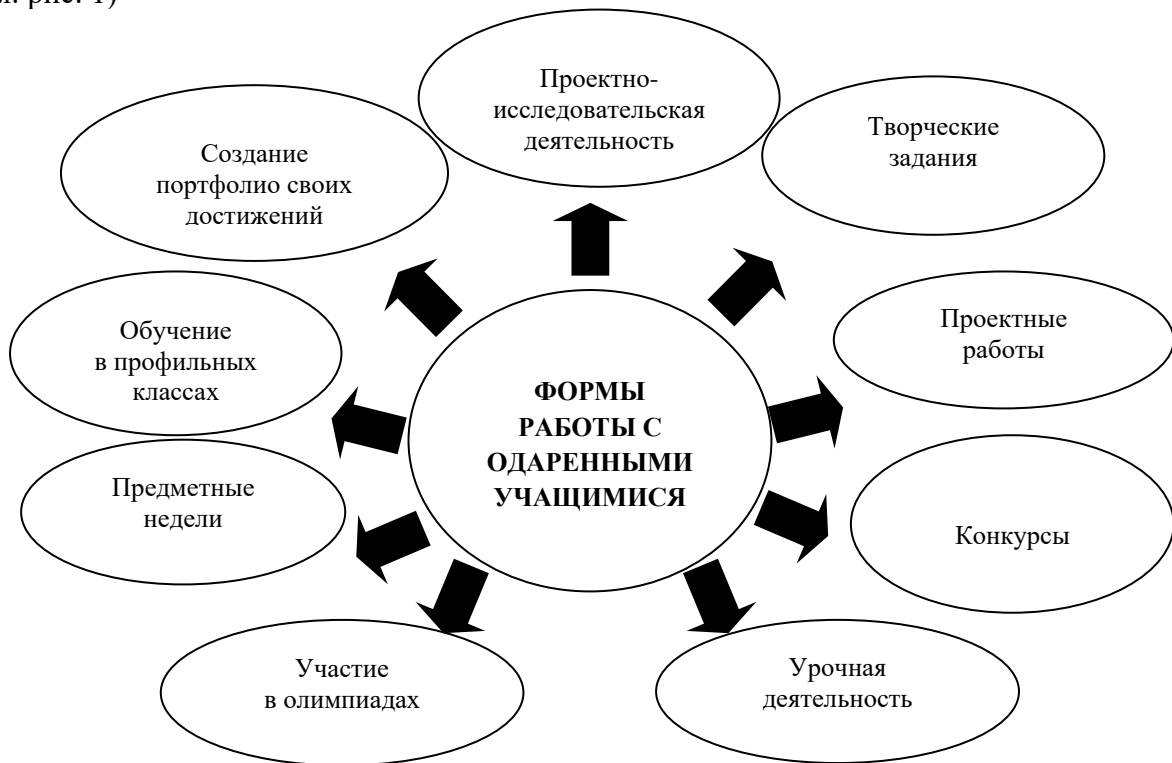 рис. 1)
Проектно-
исследовательская
деятельность
Творческие
задания
Создание
портфолио своих
достижений
Проектные
работы
Обучение
в профильных
классах
ФОРМЫ
РАБОТЫ С
ОДАРЕННЫМИ
УЧАЩИМИСЯ
Предметные
недели
Конкурсы
Участие
в олимпиадах
Урочная
деятельность